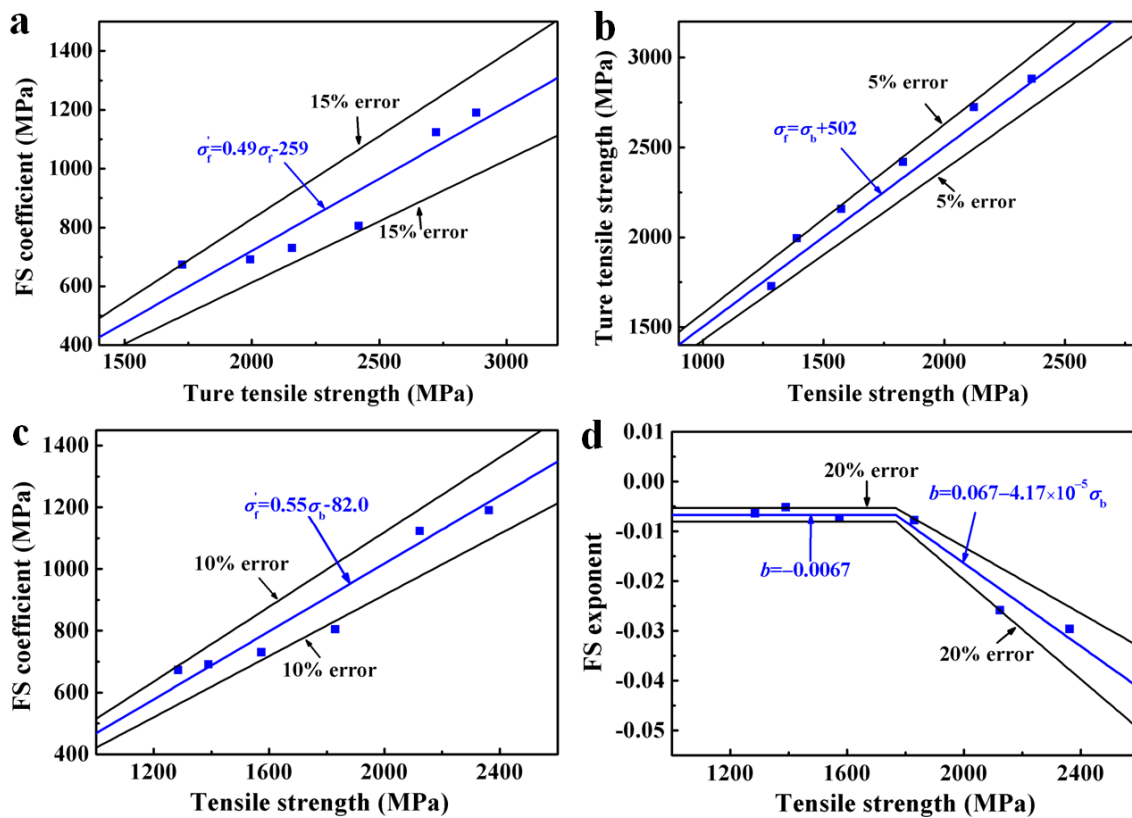 a
FS coefficient (MPa)
1400
1200
1000
800
600
400
15% error
σ'f=0.49σf-259
15% error
1500 2000 2500 3000
Ture tensile strength (MPa)
b
Ture tensile strength (MPa)
3000
2500
2000
1500
5% error
σf=σb+502
5% error
1000 1500 2000 2500
Tensile strength (MPa)
c
FS coefficient (MPa)
1400
1200
1000
800
600
400
σ'f=0.55σb-82.0
10% error
10% error
1200 1600 2000 2400
Tensile strength (MPa)
d
FS exponent
0.01
0.00
-0.01
-0.02
-0.03
-0.04
-0.05
20% error
b=0.067-4.17×10⁻⁵σb
b=-0.0067
20% error
1200 1600 2000 2400
Tensile strength (MPa)